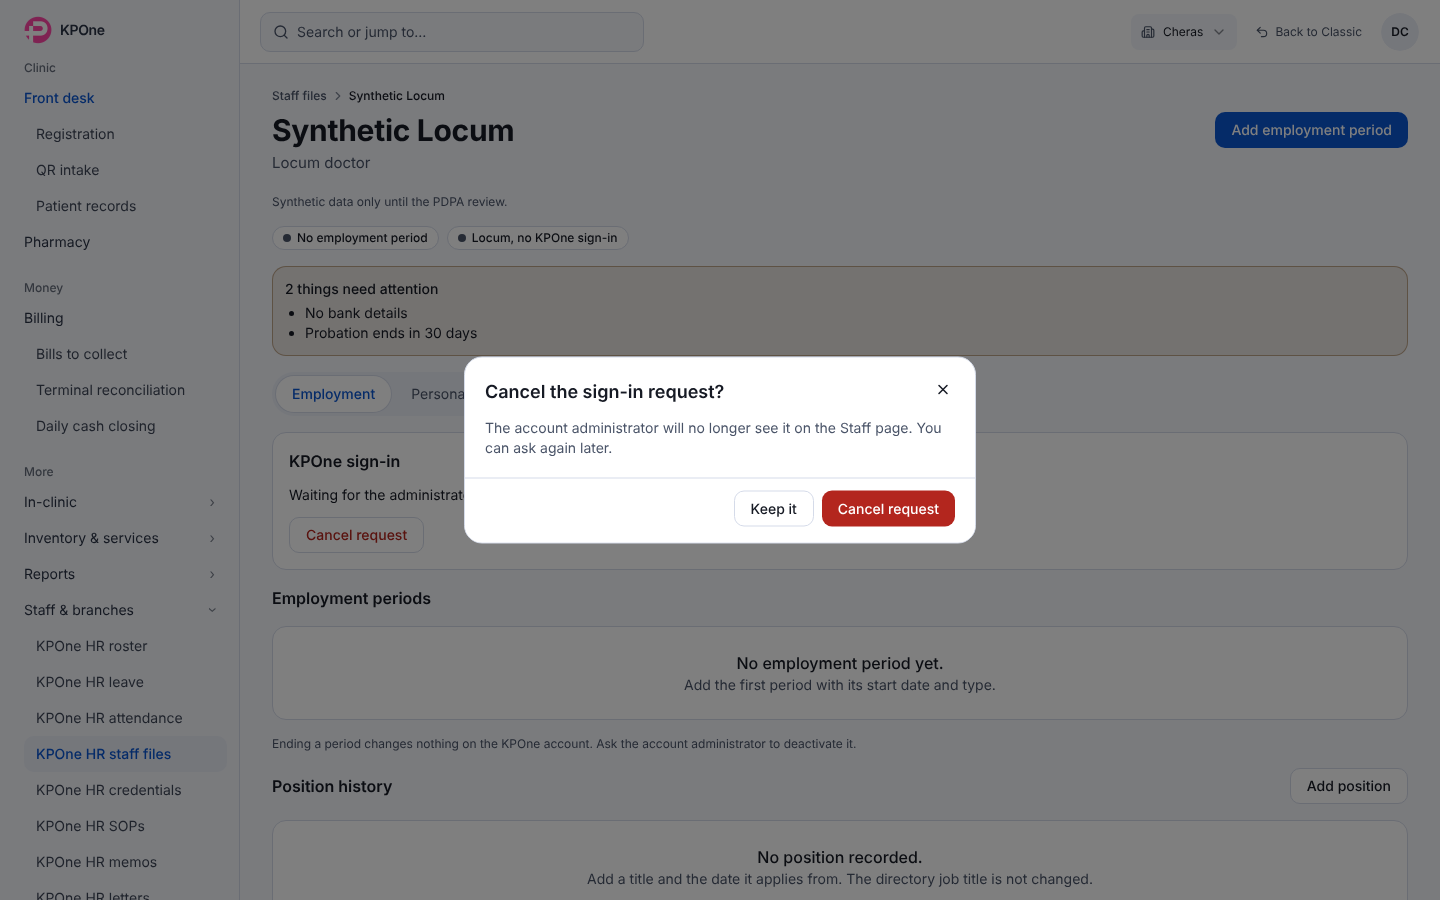 KPOne
Search or jump to...
Cheras
Back to Classic
DC
Clinic
Front desk
Registration
QR intake
Patient records
Pharmacy
Money
Billing
Bills to collect
Terminal reconciliation
Daily cash closing
More
In-clinic
Inventory & services
Reports
Staff & branches
KPOne HR roster
KPOne HR leave
KPOne HR attendance
KPOne HR staff files
KPOne HR credentials
KPOne HR SOPs
KPOne HR memos
KPOne HR letters
Staff files > Synthetic Locum
Synthetic Locum
Add employment period
Locum doctor
Synthetic data only until the PDPA review.
No employment period
Locum, no KPOne sign-in
2 things need attention
• No bank details
• Probation ends in 30 days
Employment
Persona
KPOne sign-in
Waiting for the administrat
Cancel request
Cancel the sign-in request?
The account administrator will no longer see it on the Staff page. You
can ask again later.
Keep it
Cancel request
Employment periods
No employment period yet.
Add the first period with its start date and type.
Ending a period changes nothing on the KPOne account. Ask the account administrator to deactivate it.
Position history
Add position
No position recorded.
Add a title and the date it applies from. The directory job title is not changed.